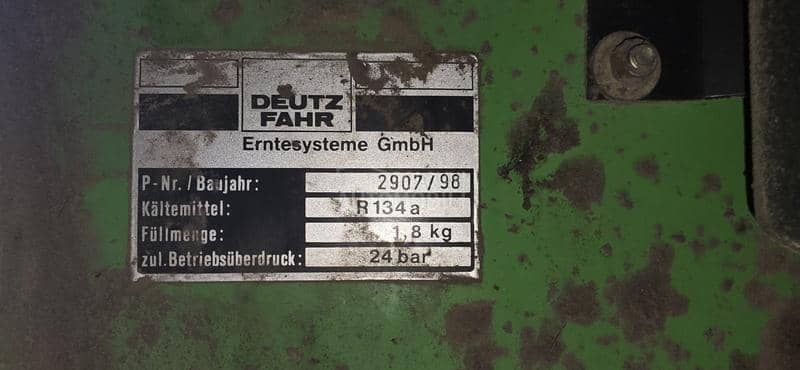 DEUTZ
FAHR
Erntesysteme GmbH
P-Nr./Baujahr: 2907/98
Kältemittel: R134a
Füllmenge: 1,8 kg
zul. Betriebsüberdruck: 24 bar